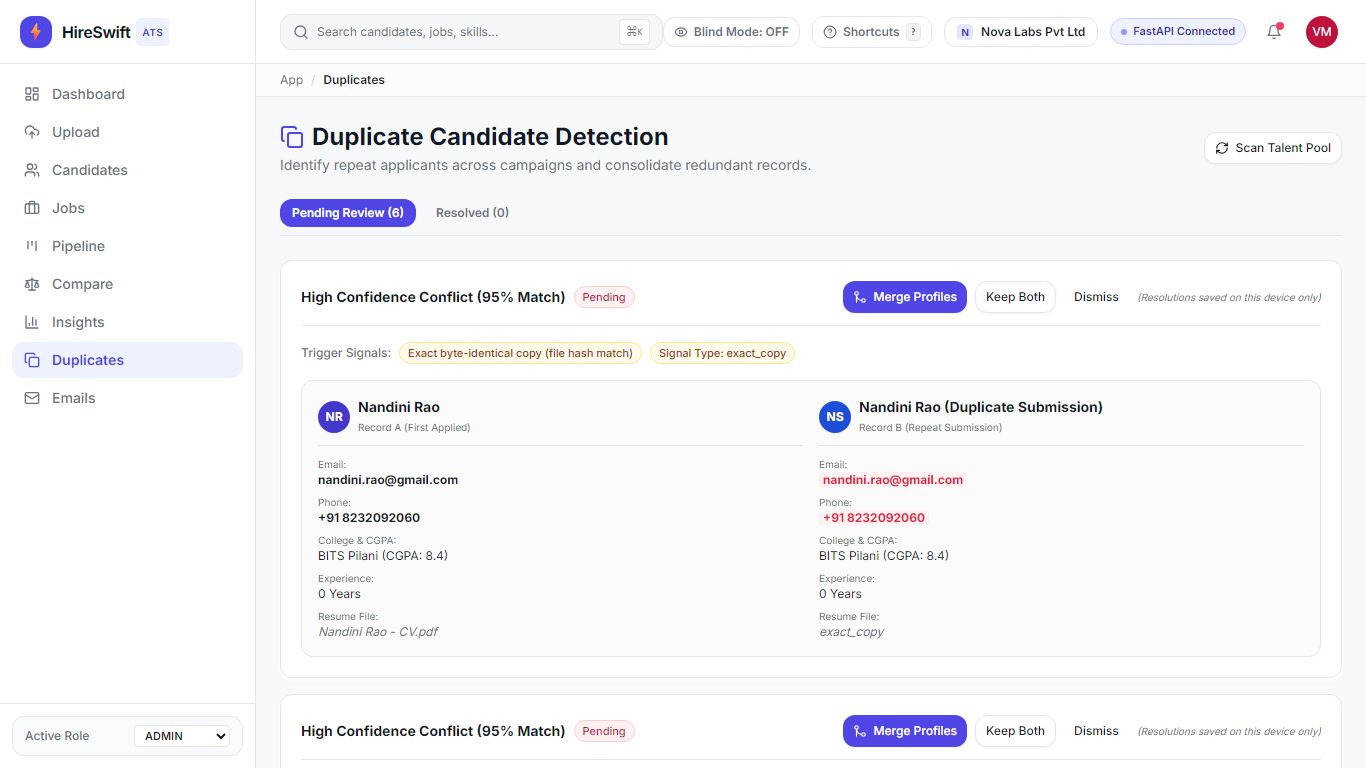 HireSwift ATS
Search candidates, jobs, skills... ⌘K
Blind Mode: OFF
Shortcuts ?
N Nova Labs Pvt Ltd
FastAPI Connected
VM
Dashboard
Upload
Candidates
Jobs
Pipeline
Compare
Insights
Duplicates
Emails
Active Role ADMIN
App / Duplicates
Duplicate Candidate Detection
Identify repeat applicants across campaigns and consolidate redundant records.
Scan Talent Pool
Pending Review (6) Resolved (0)
High Confidence Conflict (95% Match) Pending Merge Profiles Keep Both Dismiss (Resolutions saved on this device only)
Trigger Signals: Exact byte-identical copy (file hash match) Signal Type: exact_copy
NR Nandini Rao
Record A (First Applied)
Email:
nandini.rao@gmail.com
Phone:
+91 8232092060
College & CGPA:
BITS Pilani (CGPA: 8.4)
Experience:
0 Years
Resume File:
Nandini Rao - CV.pdf
NS Nandini Rao (Duplicate Submission)
Record B (Repeat Submission)
Email:
nandini.rao@gmail.com
Phone:
+91 8232092060
College & CGPA:
BITS Pilani (CGPA: 8.4)
Experience:
0 Years
Resume File:
exact_copy
High Confidence Conflict (95% Match) Pending Merge Profiles Keep Both Dismiss (Resolutions saved on this device only)